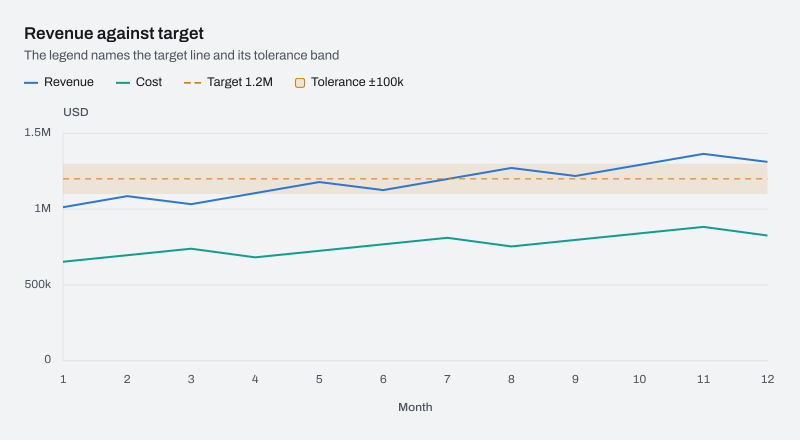 Revenue against target
The legend names the target line and its tolerance band
Revenue Cost Target 1.2M Tolerance ±100k
USD
1.5M
1M
500k
0
1 2 3 4 5 6 7 8 9 10 11 12
Month